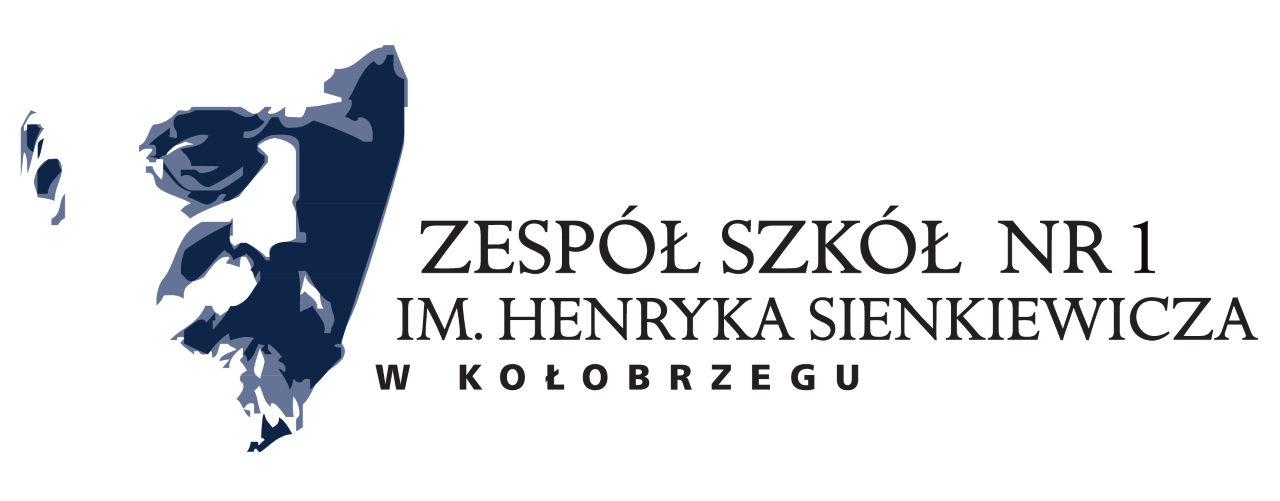 ZESPÓŁ SZKÓŁ NR 1
IM. HENRYKA SIENKIEWICZA
W KOŁOBRZEGU